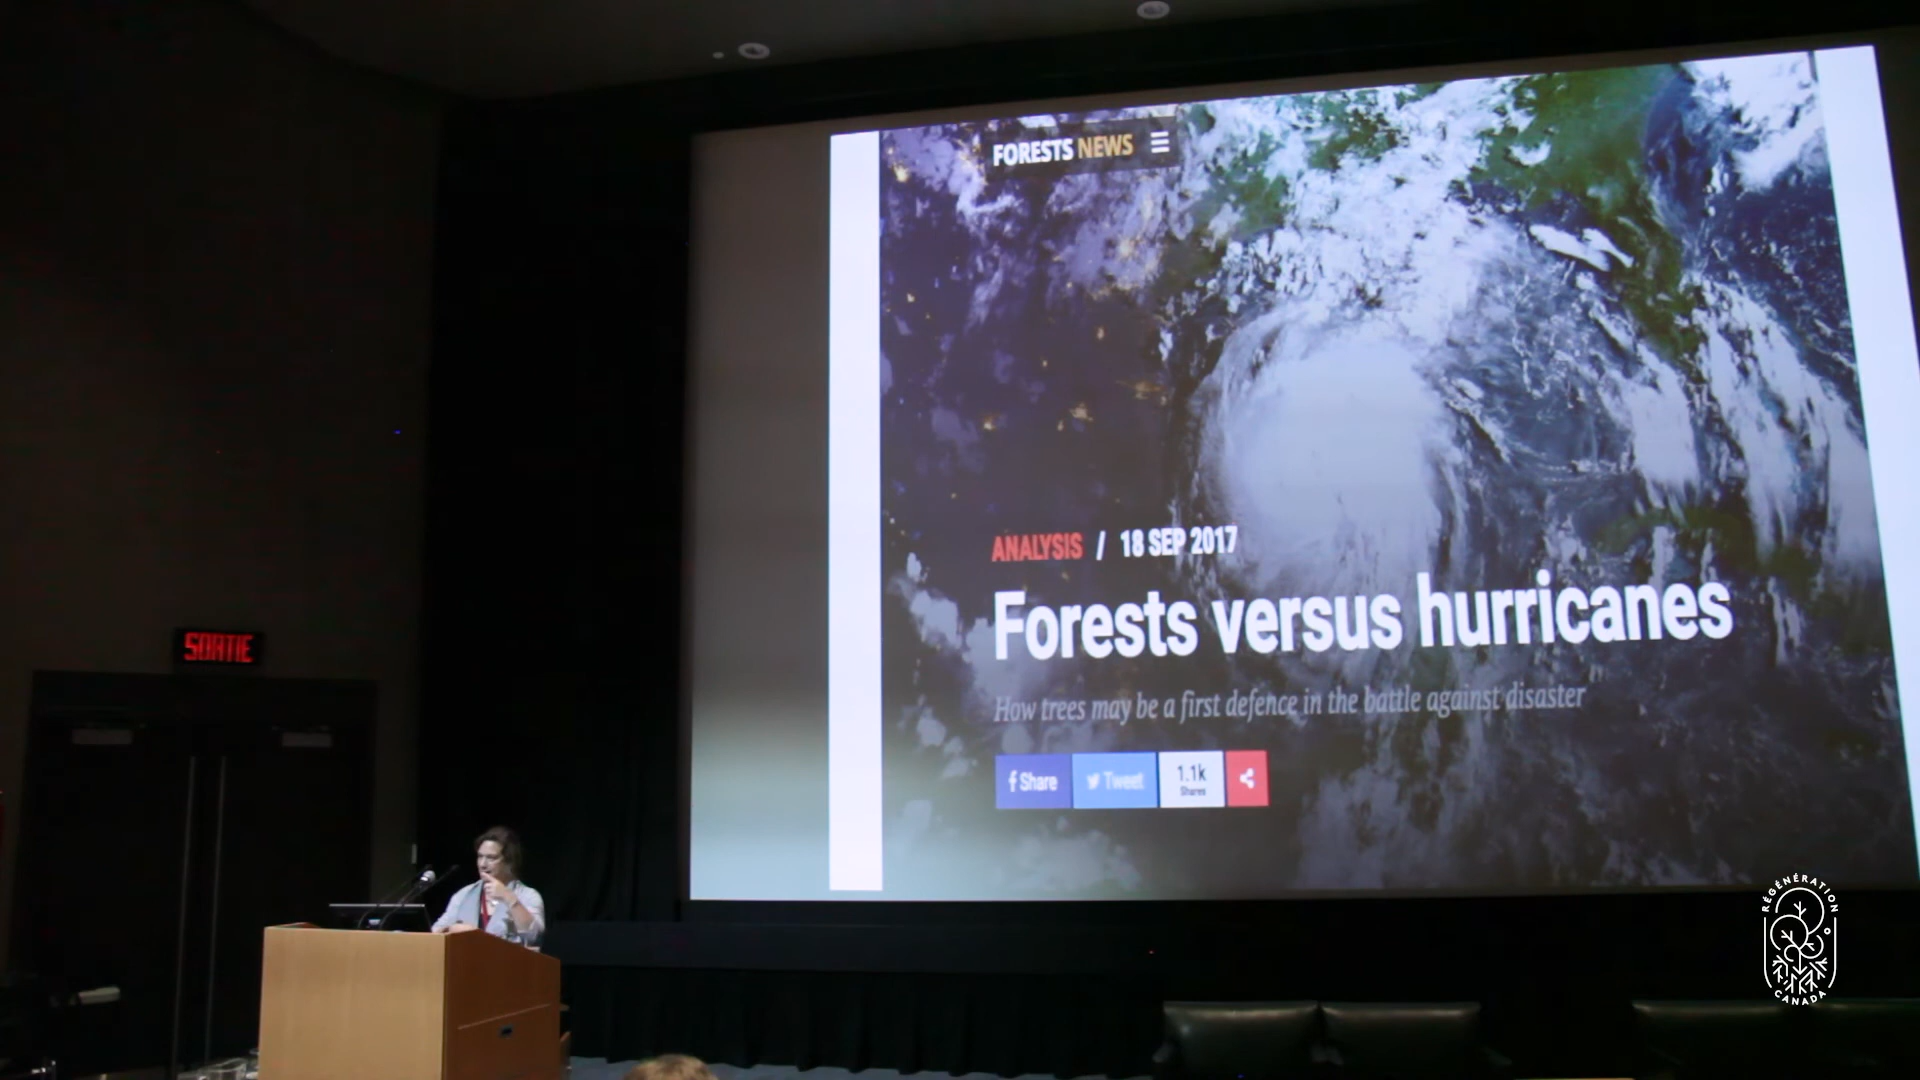 FORESTS NEWS
ANALYSIS / 18 SEP 2017
Forests versus hurricanes
How trees may be a first defence in the battle against disaster
f Share
Tweet
1.1k
Shares
SORTIE
RÉGÉNÉRATION
CANADA